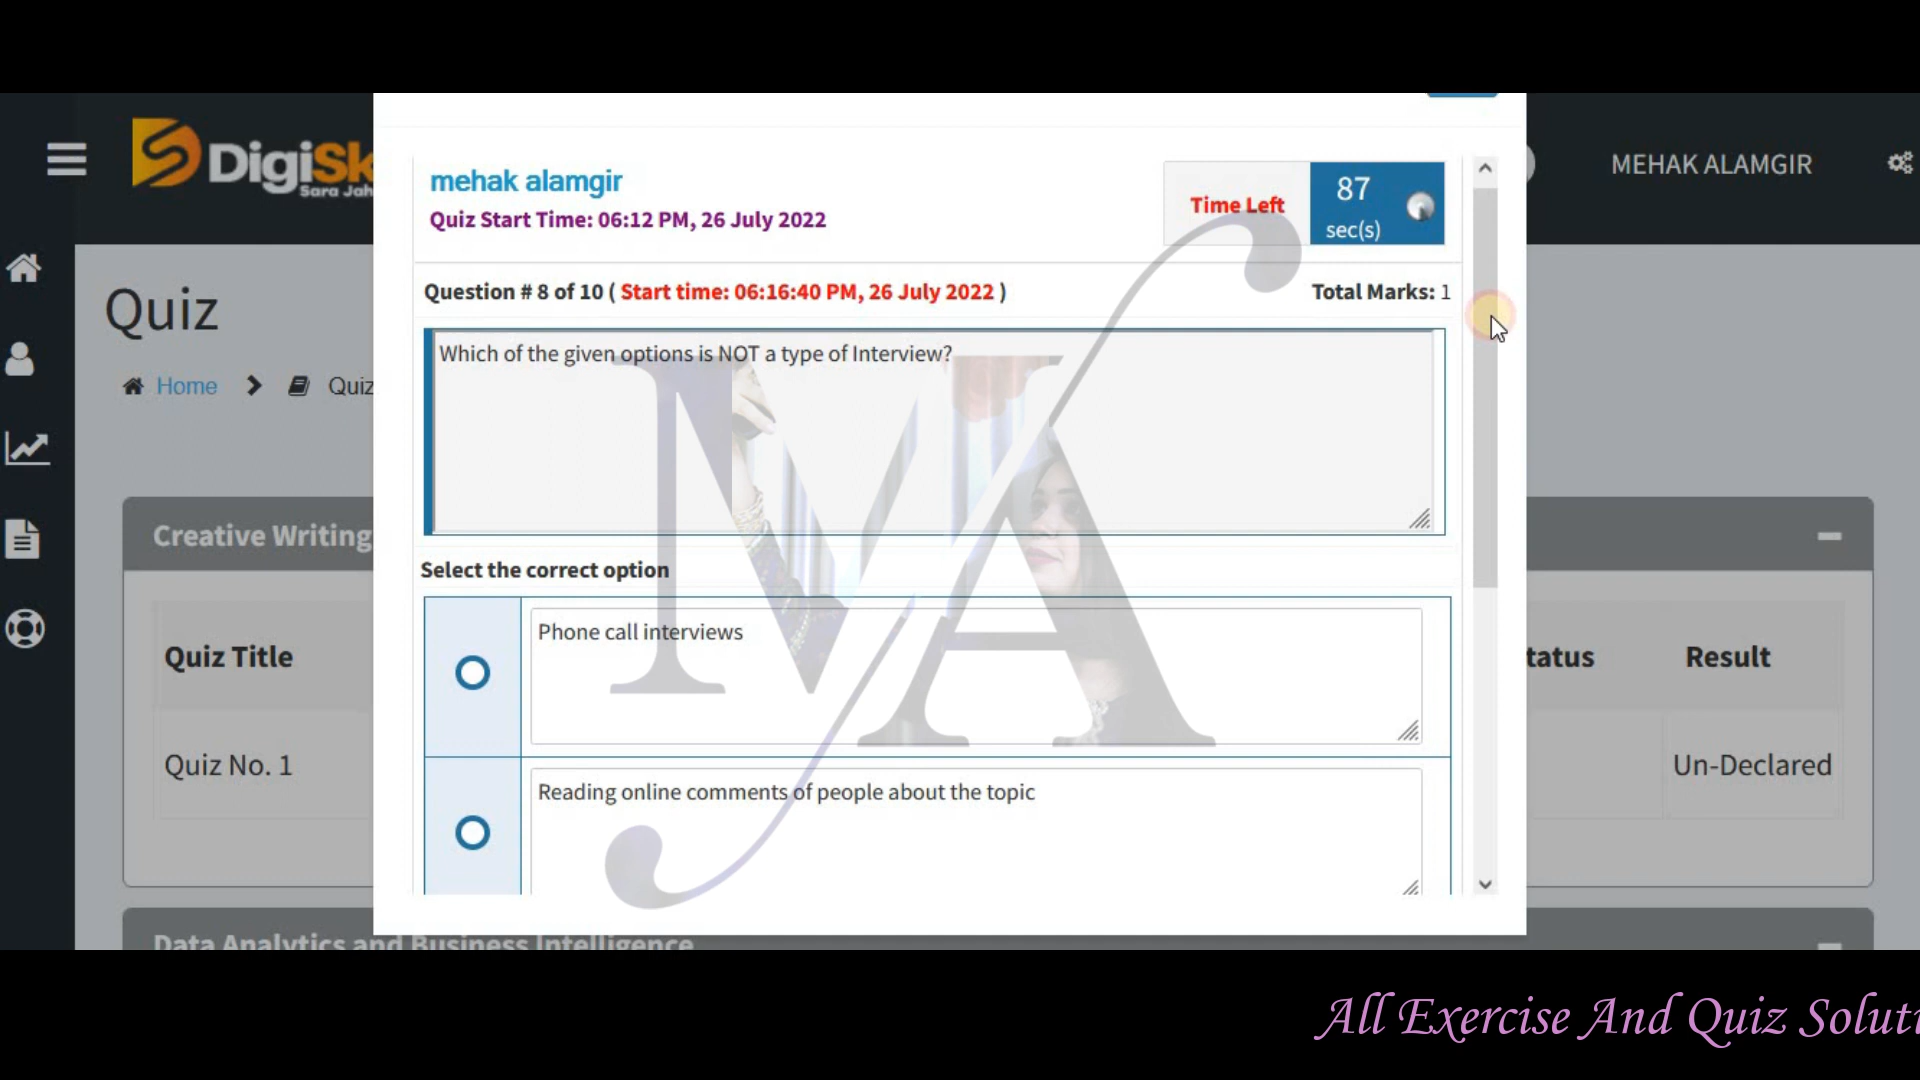 DigiSk
Sara Jah
MEHAK ALAMGIR
mehak alamgir
Quiz Start Time: 06:12 PM, 26 July 2022
Time Left
87
sec(s)
Question # 8 of 10 ( Start time: 06:16:40 PM, 26 July 2022 )
Total Marks: 1
Quiz
Home
Quiz
Which of the given options is NOT a type of Interview?
Creative Writing
Select the correct option
Phone call interviews
Quiz Title
tatus
Result
Quiz No. 1
Un-Declared
Reading online comments of people about the topic
Data Analytics and Business Intelligence
MA
All Exercise And Quiz Soluti